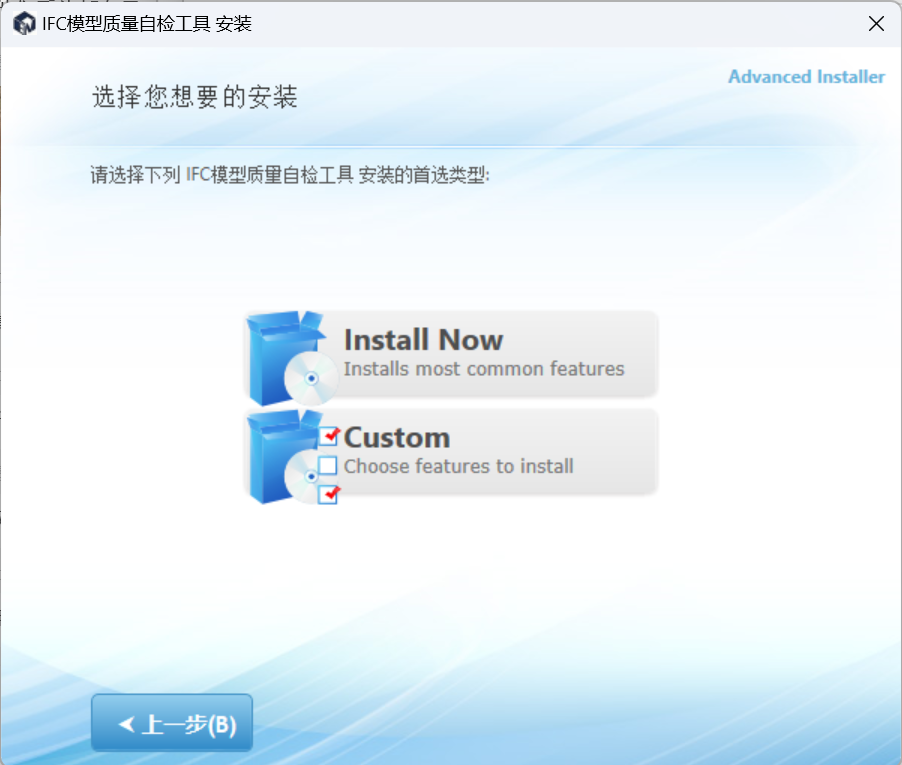 IFC模型质量自检工具 安装
Advanced Installer
选择您想要的安装
请选择下列 IFC模型质量自检工具 安装的首选类型:
Install Now
Installs most common features
Custom
Choose features to install
上一步(B)